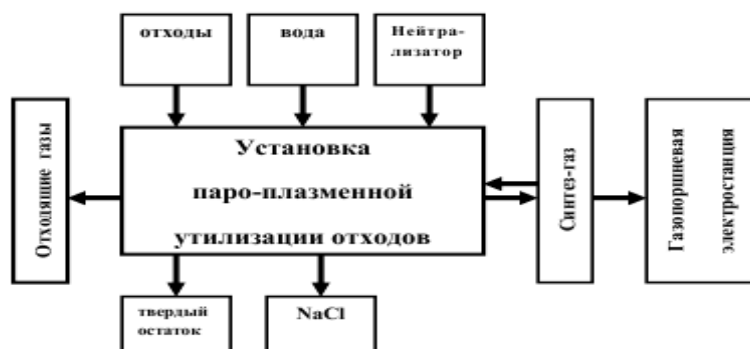 отходы
вода
Нейтра-
лизатор
Отходящие газы
Установка
паро-плазменной
утилизации отходов
Синтез-газ
Газопоршневая
электростанция
твердый
остаток
NaCl